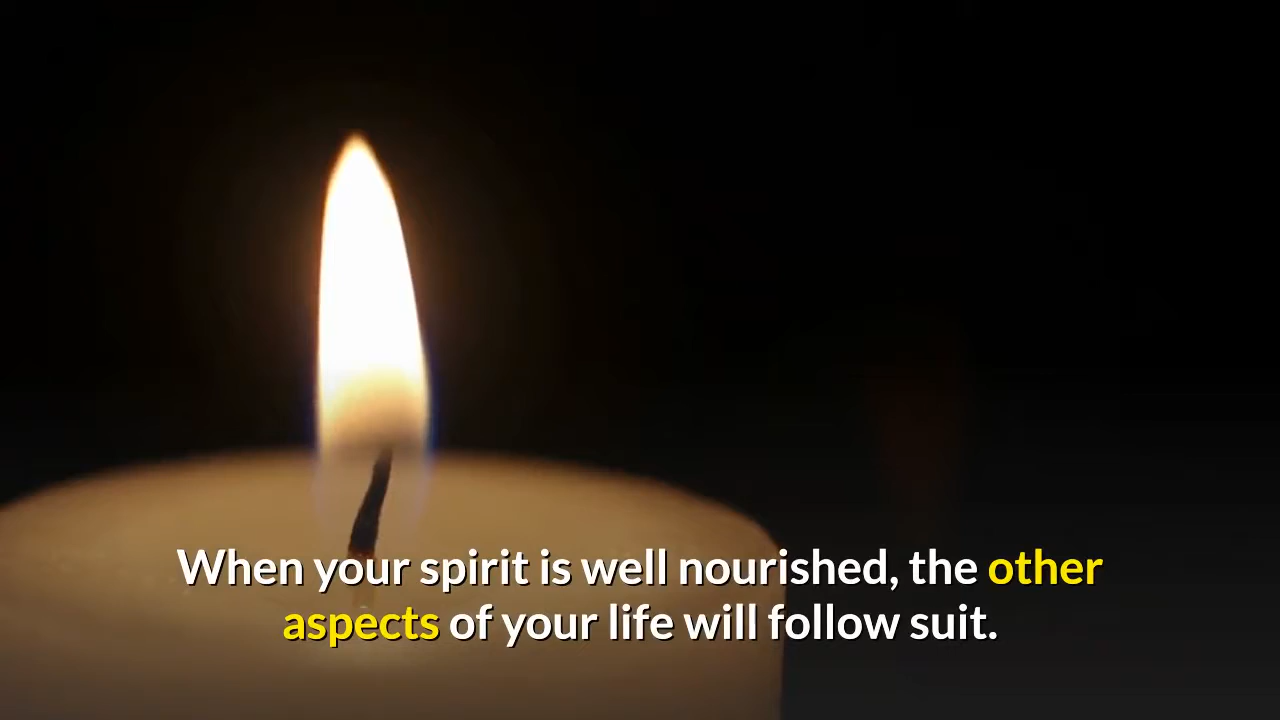 When your spirit is well nourished, the other
aspects of your life will follow suit.